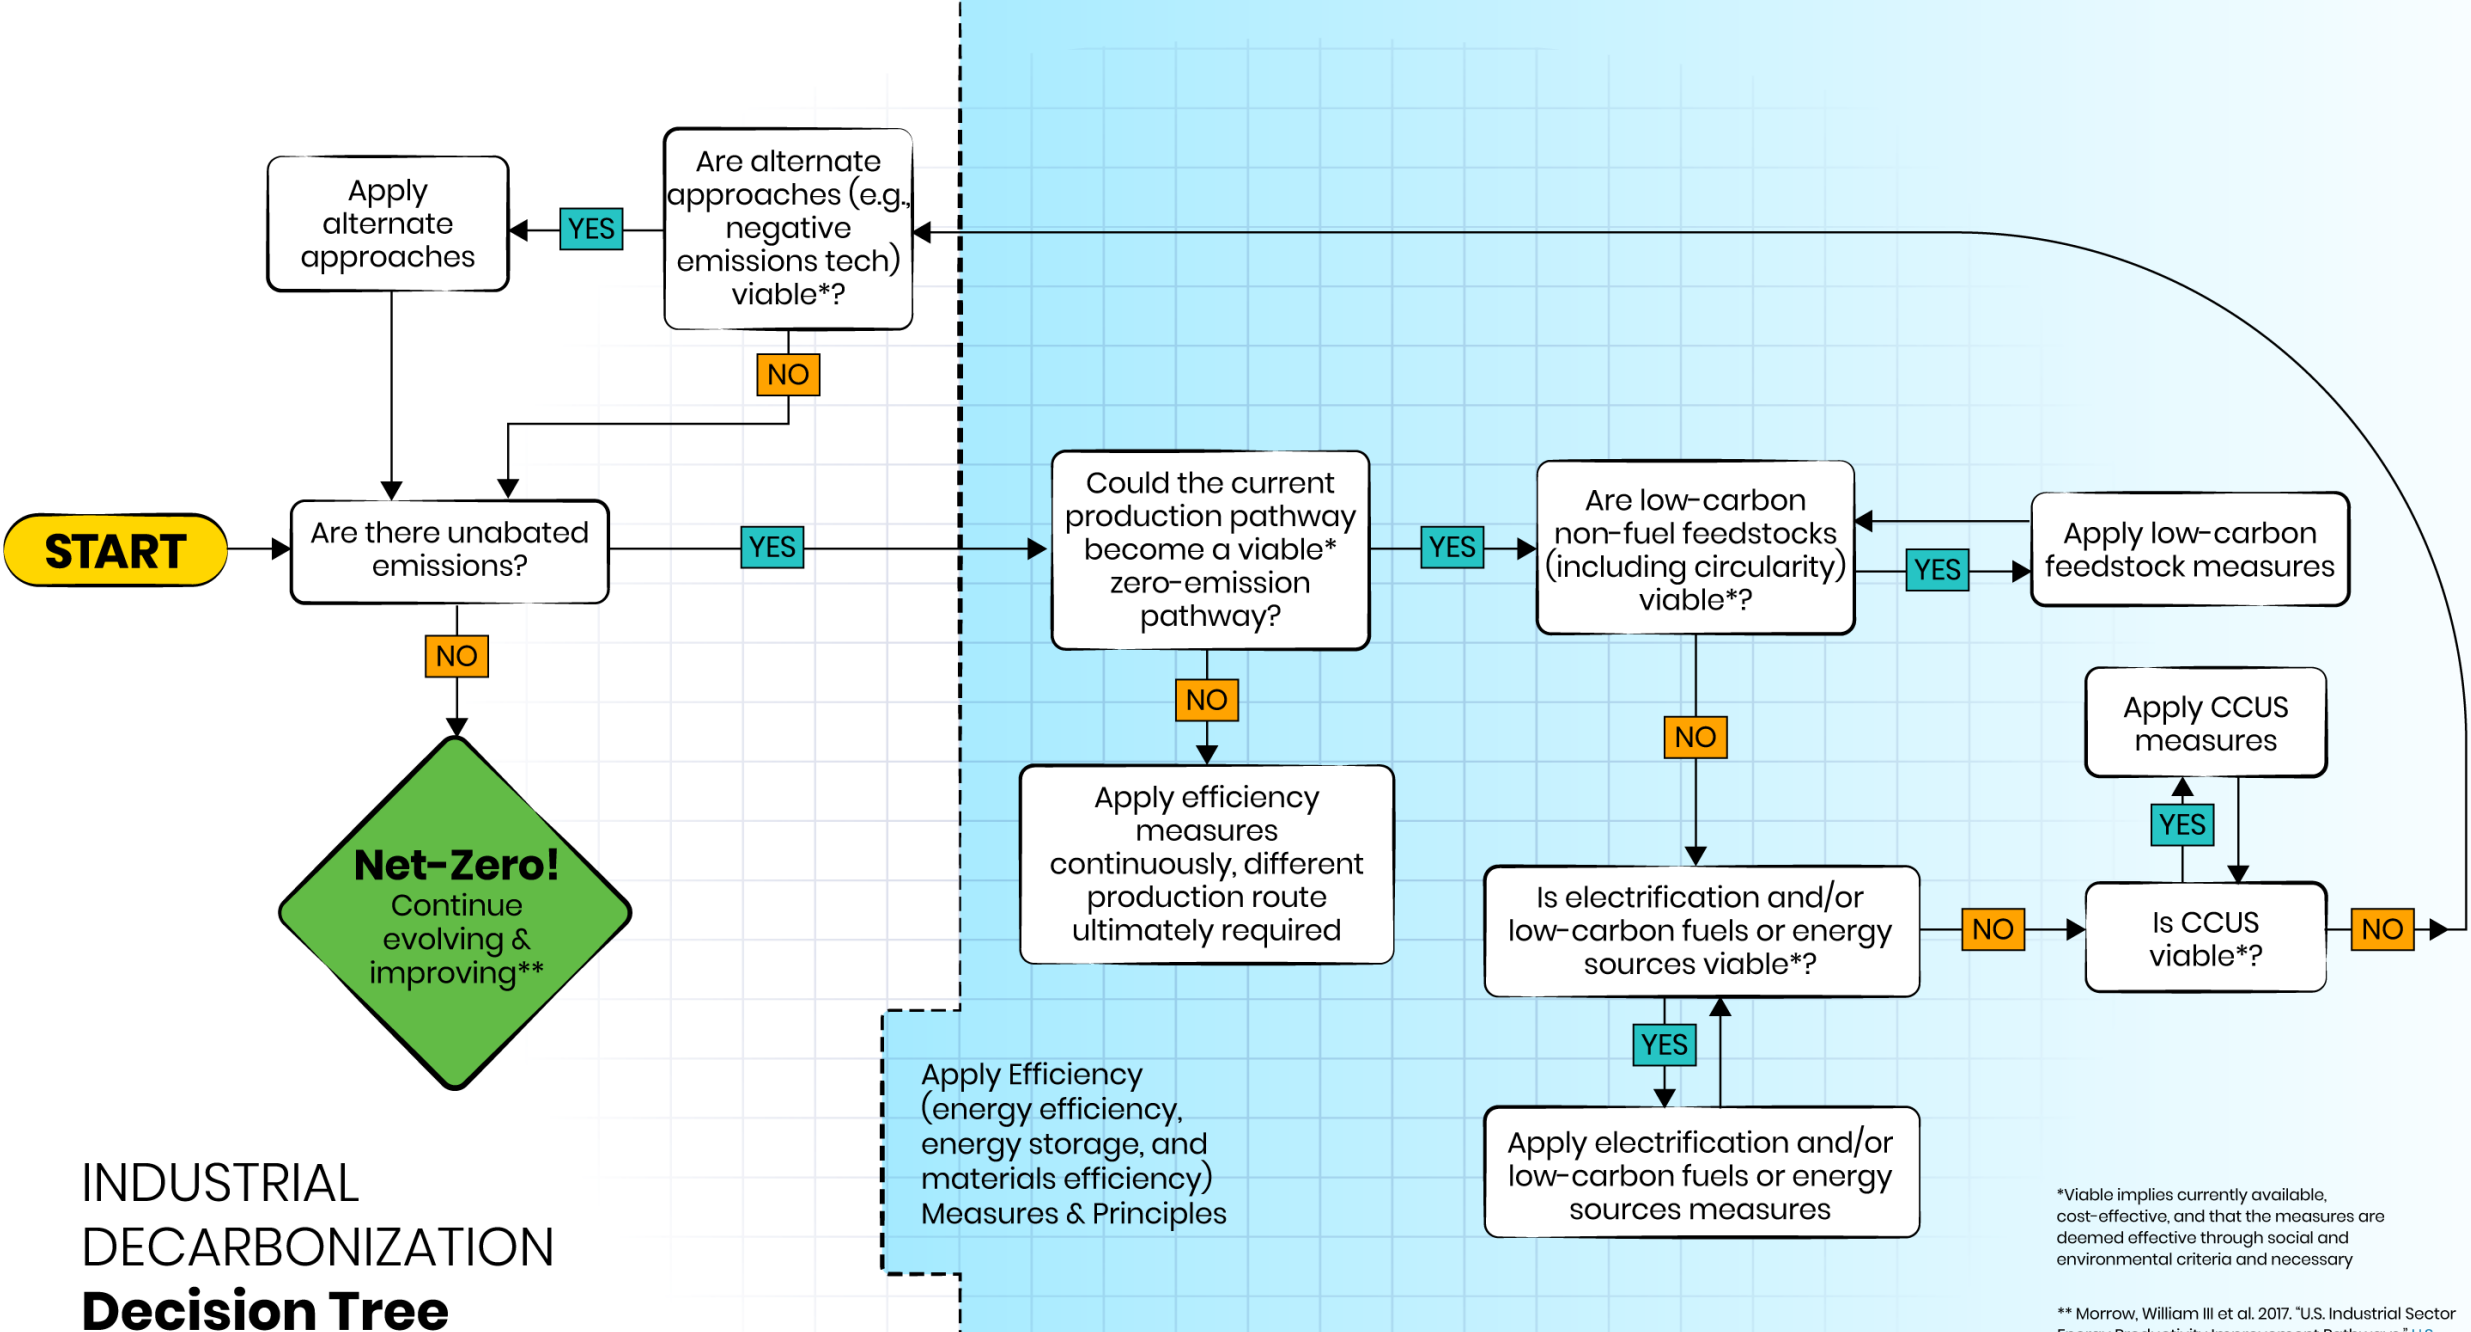 Apply
alternate
approaches
YES
Are alternate
approaches (e.g.,
negative
emissions tech)
viable*?
NO
START
Are there unabated
emissions?
YES
NO
Net-Zero!
Continue
evolving &
improving**
Could the current
production pathway
become a viable*
zero-emission
pathway?
YES
NO
Apply efficiency
measures
continuously, different
production route
ultimately required
Are low-carbon
non-fuel feedstocks
(including circularity)
viable*?
YES
Apply low-carbon
feedstock measures
NO
Is electrification and/or
low-carbon fuels or energy
sources viable*?
YES
Apply electrification and/or
low-carbon fuels or energy
sources measures
NO
Apply CCUS
measures
YES
Is CCUS
viable*?
NO
Apply Efficiency
(energy efficiency,
energy storage, and
materials efficiency)
Measures & Principles
INDUSTRIAL
DECARBONIZATION
Decision Tree
*Viable implies currently available,
cost-effective, and that the measures are
deemed effective through social and
environmental criteria and necessary
** Morrow, William III et al. 2017. “U.S. Industrial Sector
Energy Productivity Improvement Pathways.” U.S.